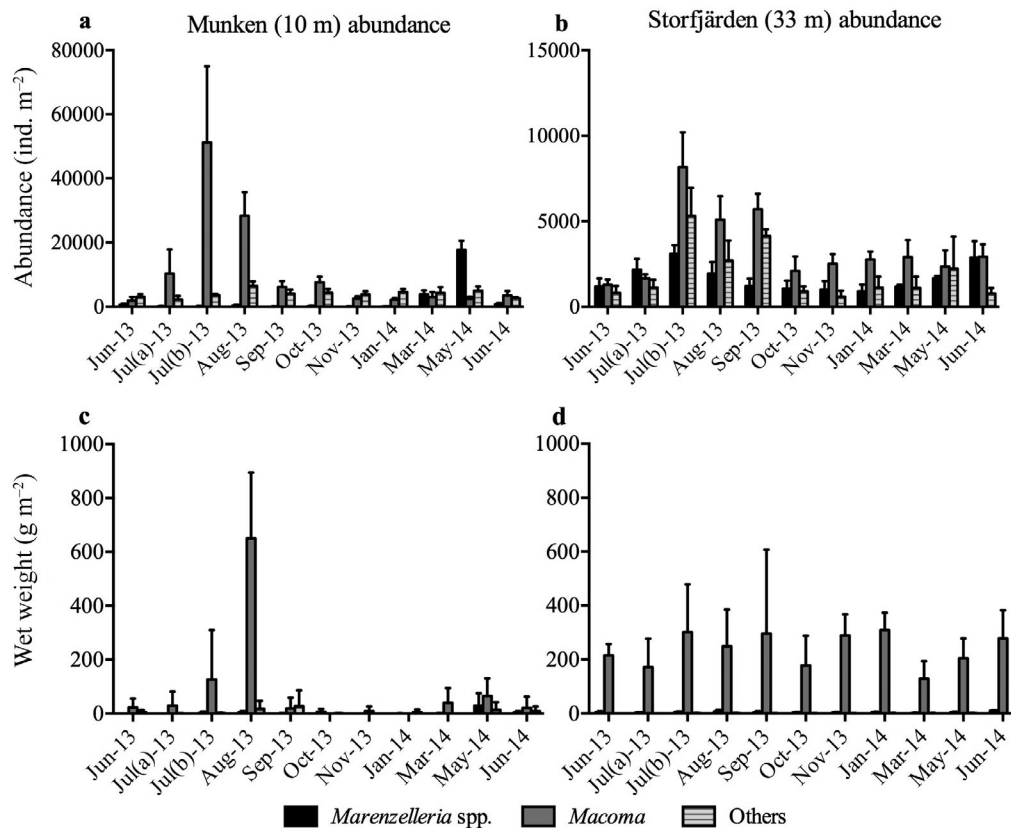 a Munken (10 m) abundance
b Storfjärden (33 m) abundance
Abundance (ind. m⁻²)
80000
60000
40000
20000
0
Jun-13 Jul(a)-13 Jul(b)-13 Aug-13 Sep-13 Oct-13 Nov-13 Jan-14 Mar-14 May-14 Jun-14
15000
10000
5000
0
Jun-13 Jul(a)-13 Jul(b)-13 Aug-13 Sep-13 Oct-13 Nov-13 Jan-14 Mar-14 May-14 Jun-14
c
Wet weight (g m⁻²)
1000
800
600
400
200
0
Jun-13 Jul(a)-13 Jul(b)-13 Aug-13 Sep-13 Oct-13 Nov-13 Jan-14 Mar-14 May-14 Jun-14
d
1000
800
600
400
200
0
Jun-13 Jul(a)-13 Jul(b)-13 Aug-13 Sep-13 Oct-13 Nov-13 Jan-14 Mar-14 May-14 Jun-14
Marenzelleria spp. Macoma Others